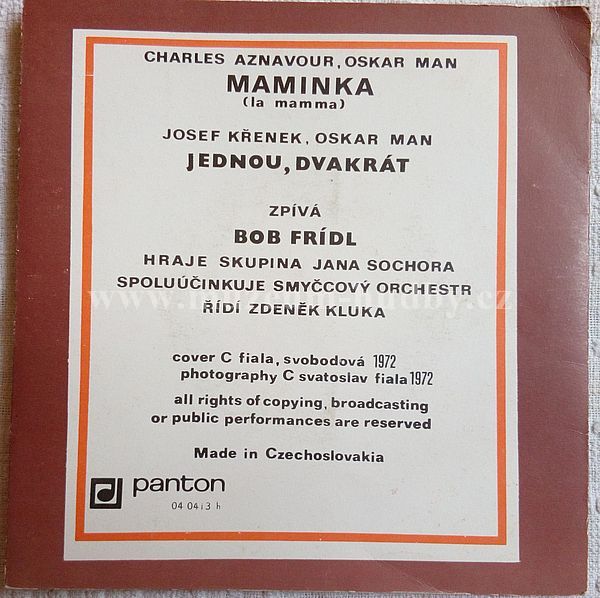 CHARLES AZNAVOUR, OSKAR MAN
MAMINKA
(la mamma)
JOSEF KŘENEK, OSKAR MAN
JEDNOU, DVAKRÁT
ZPÍVÁ
BOB FRÍDL
HRAJE SKUPINA JANA SOCHORA
SPOLUÚČINKUJE SMYČCOVÝ ORCHESTR
ŘÍDÍ ZDENĚK KLUKA
cover C fiala, svobodová 1972
photography C svatoslav fiala 1972
all rights of copying, broadcasting
or public performances are reserved
Made in Czechoslovakia
panton